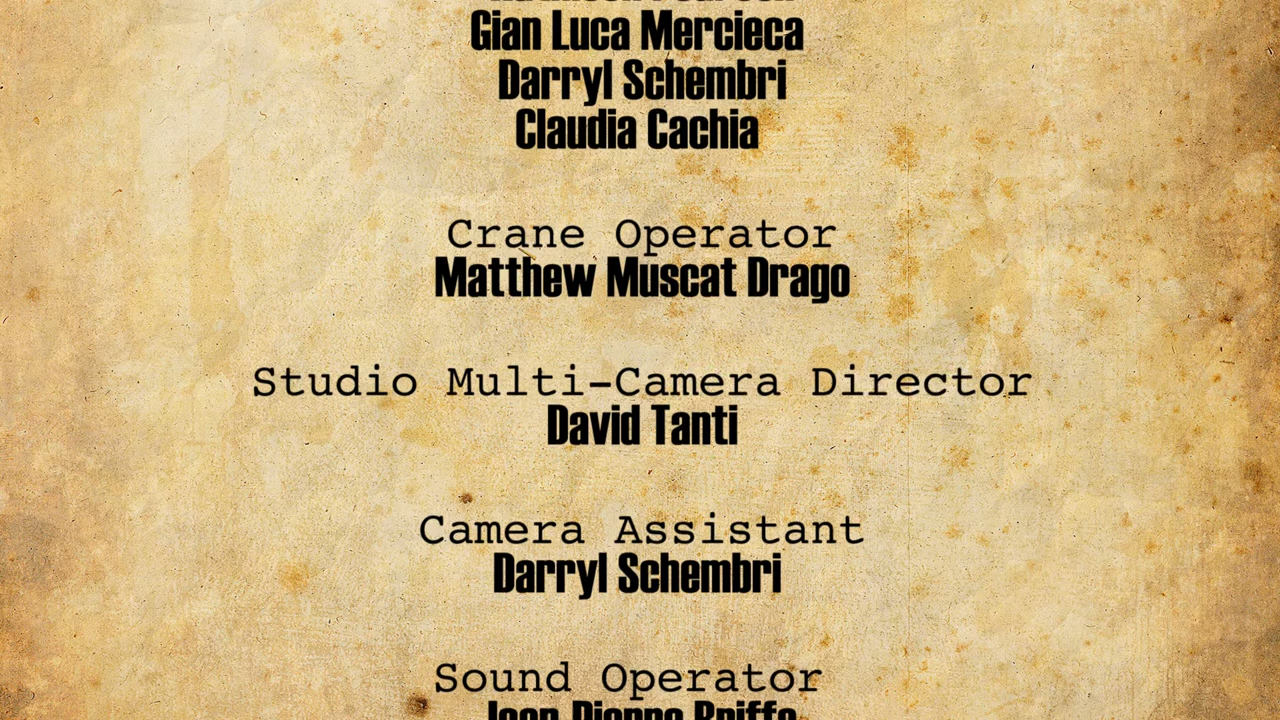 Gian Luca Mercieca
Darryl Schembri
Claudia Cachia
Crane Operator
Matthew Muscat Drago
Studio Multi-Camera Director
David Tanti
Camera Assistant
Darryl Schembri
Sound Operator